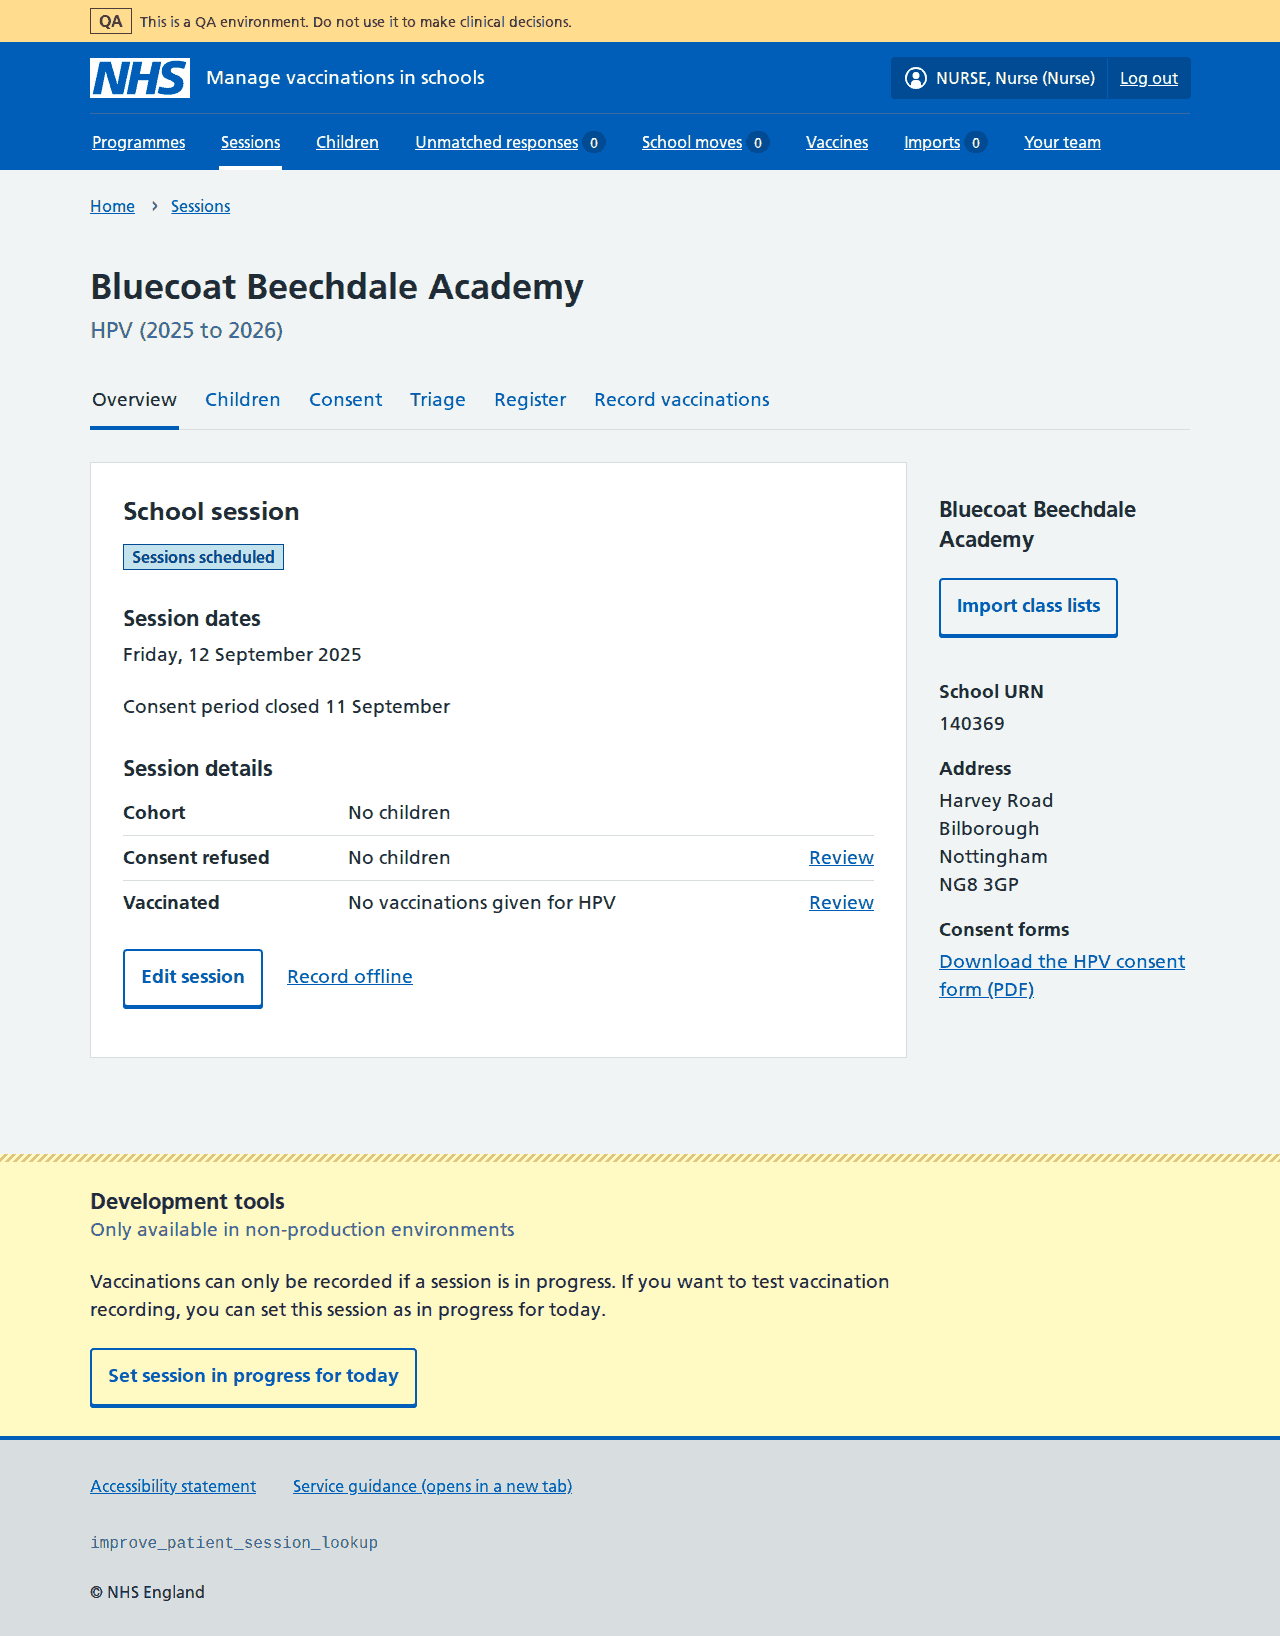 QA This is a QA environment. Do not use it to make clinical decisions.
NHS Manage vaccinations in schools NURSE, Nurse (Nurse) Log out
Programmes Sessions Children Unmatched responses 0 School moves 0 Vaccines Imports 0 Your team
Home › Sessions
Bluecoat Beechdale Academy
HPV (2025 to 2026)
Overview Children Consent Triage Register Record vaccinations
School session
Sessions scheduled
Session dates
Friday, 12 September 2025
Consent period closed 11 September
Session details
Cohort No children
Consent refused No children Review
Vaccinated No vaccinations given for HPV Review
Edit session Record offline
Bluecoat Beechdale
Academy
Import class lists
School URN
140369
Address
Harvey Road
Bilborough
Nottingham
NG8 3GP
Consent forms
Download the HPV consent
form (PDF)
Development tools
Only available in non-production environments
Vaccinations can only be recorded if a session is in progress. If you want to test vaccination
recording, you can set this session as in progress for today.
Set session in progress for today
Accessibility statement Service guidance (opens in a new tab)
improve_patient_session_lookup
© NHS England